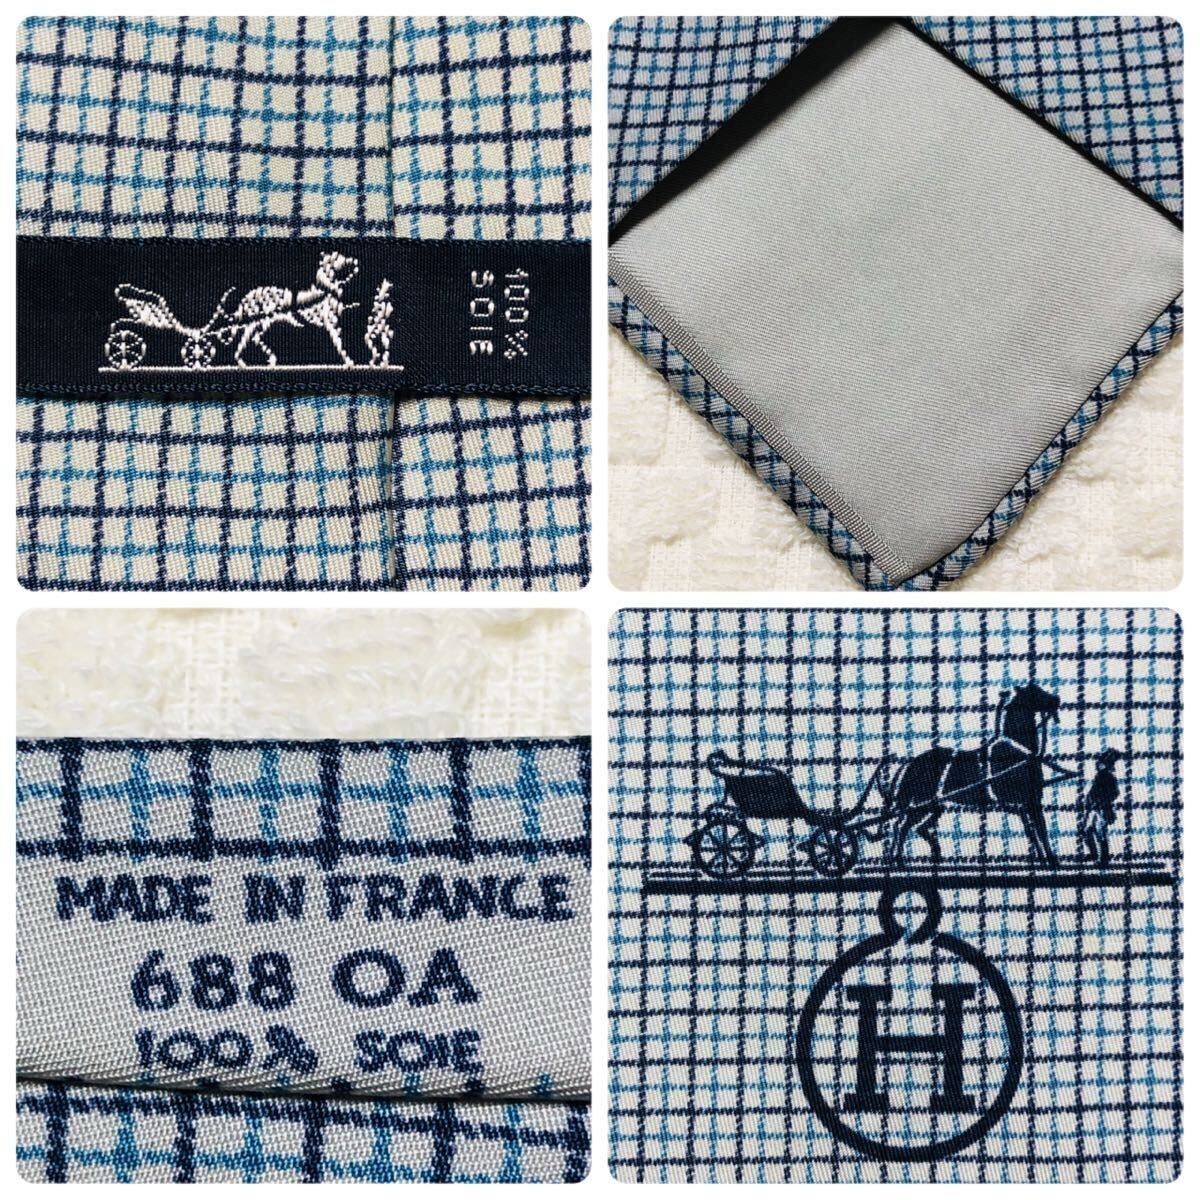 100%
SOIE
MADE IN FRANCE
688 OA
100% SOIE
H